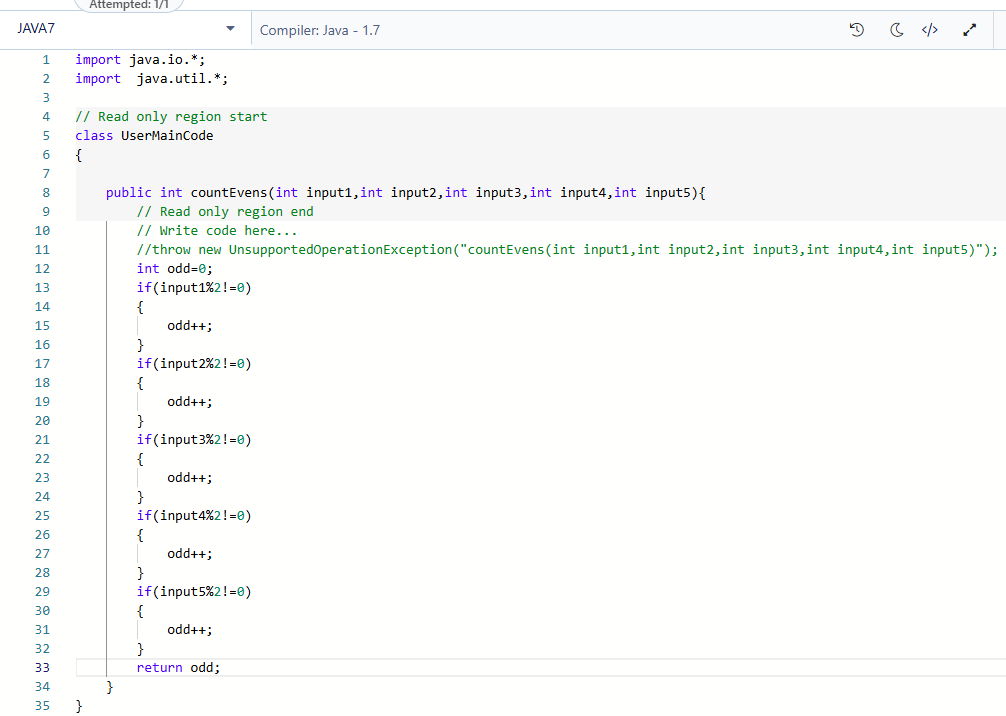 Attempted: 1/1
JAVA7
Compiler: Java - 1.7
1 import java.io.*;
2 import  java.util.*;
3
4 // Read only region start
5 class UserMainCode
6 {
7
8     public int countEvens(int input1,int input2,int input3,int input4,int input5){
9         // Read only region end
10         // Write code here...
11         //throw new UnsupportedOperationException("countEvens(int input1,int input2,int input3,int input4,int input5)");
12         int odd=0;
13         if(input1%2!=0)
14         {
15             odd++;
16         }
17         if(input2%2!=0)
18         {
19             odd++;
20         }
21         if(input3%2!=0)
22         {
23             odd++;
24         }
25         if(input4%2!=0)
26         {
27             odd++;
28         }
29         if(input5%2!=0)
30         {
31             odd++;
32         }
33         return odd;
34     }
35 }